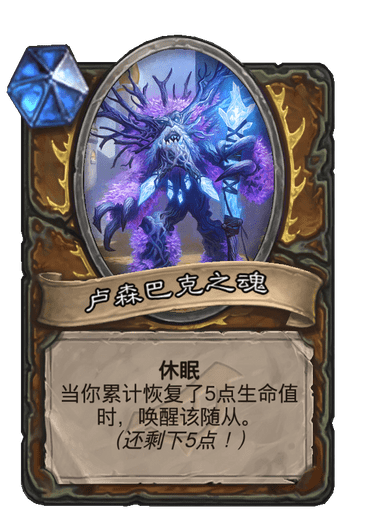 卢森巴克之魂
休眠
当你累计恢复了5点生命值
时，唤醒该随从。
（还剩下5点！）